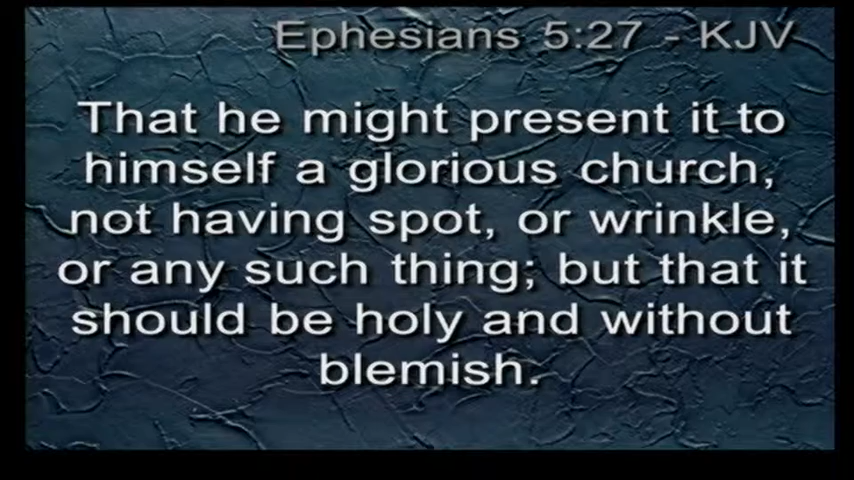 Ephesians 5:27 - KJV
That he might present it to
himself a glorious church,
not having spot, or wrinkle,
or any such thing; but that it
should be holy and without
blemish.